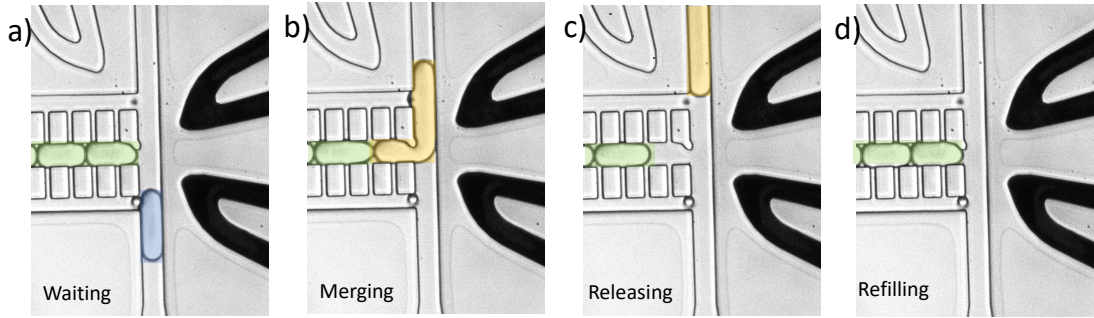 a)
Waiting
b)
Merging
c)
Releasing
d)
Refilling